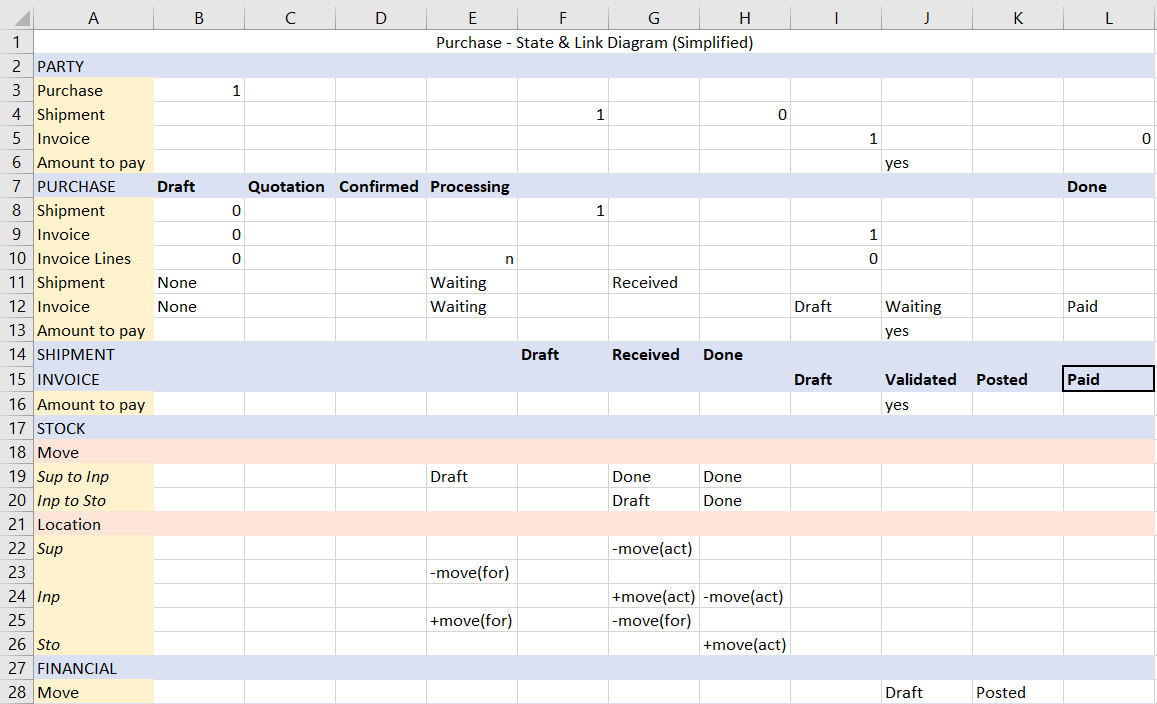 A B C D E F G H I J K L
1 Purchase - State & Link Diagram (Simplified)
2 PARTY
3 Purchase 1
4 Shipment 1 0
5 Invoice 1 0
6 Amount to pay yes
7 PURCHASE Draft Quotation Confirmed Processing Done
8 Shipment 0 1
9 Invoice 0 1
10 Invoice Lines 0 n 0
11 Shipment None Waiting Received
12 Invoice None Waiting Draft Waiting Paid
13 Amount to pay yes
14 SHIPMENT Draft Received Done
15 INVOICE Draft Validated Posted Paid
16 Amount to pay yes
17 STOCK
18 Move
19 Sup to Inp Draft Done Done
20 Inp to Sto Draft Done
21 Location
22 Sup -move(act)
23 -move(for)
24 Inp +move(act) -move(act)
25 +move(for) -move(for)
26 Sto +move(act)
27 FINANCIAL
28 Move Draft Posted